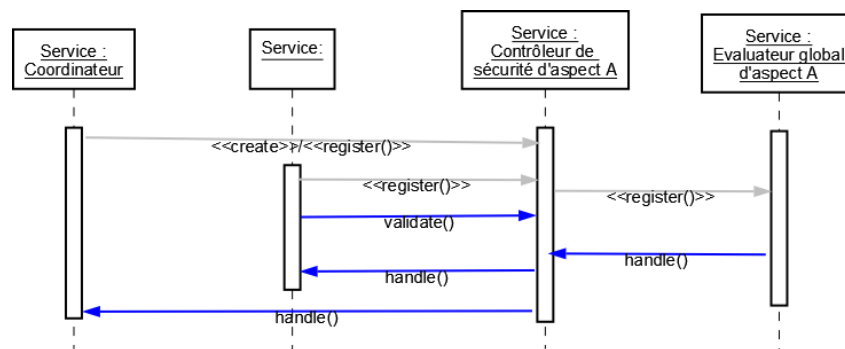 Service :
Coordinateur
Service:
Service :
Contrôleur de
sécurité d'aspect A
Service :
Evaluateur global
d'aspect A
<<create>>/<<register()>>
<<register()>>
<<register()>>
validate()
handle()
handle()
handle()